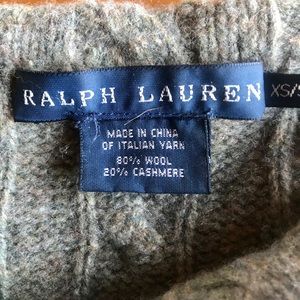 RALPH LAUREN
XS/
MADE IN CHINA
OF ITALIAN YARN
80% WOOL
20% CASHMERE